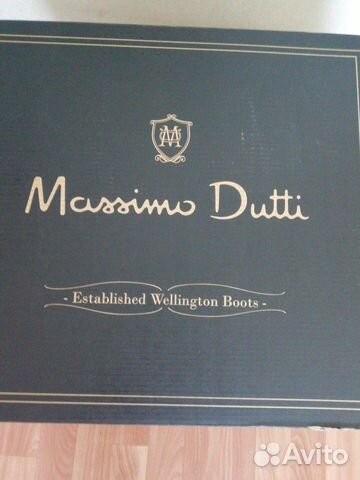 Massimo Dutti
- Established Wellington Boots -
Avito